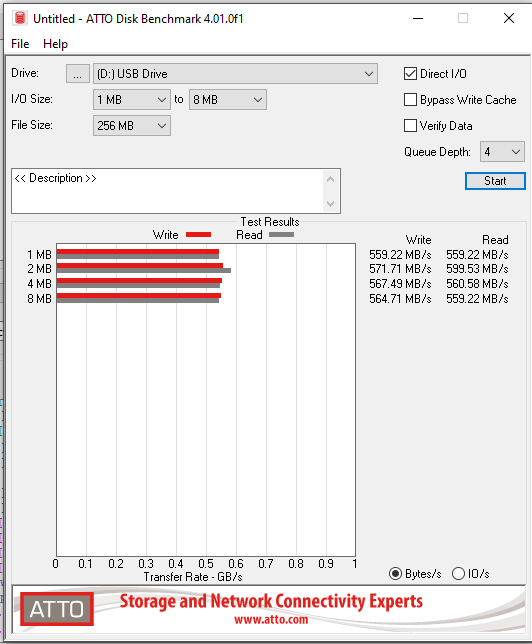 Untitled - ATTO Disk Benchmark 4.01.0f1
File Help
Drive: ... (D:) USB Drive
I/O Size: 1 MB to 8 MB
File Size: 256 MB
Direct I/O
Bypass Write Cache
Verify Data
Queue Depth: 4
<< Description >>
Start
Test Results
Write Read Write Read
1 MB 559.22 MB/s 559.22 MB/s
2 MB 571.71 MB/s 599.53 MB/s
4 MB 567.49 MB/s 560.58 MB/s
8 MB 564.71 MB/s 559.22 MB/s
0 0.1 0.2 0.3 0.4 0.5 0.6 0.7 0.8 0.9 1
Transfer Rate - GB/s
Bytes/s IO/s
ATTO Storage and Network Connectivity Experts
www.atto.com